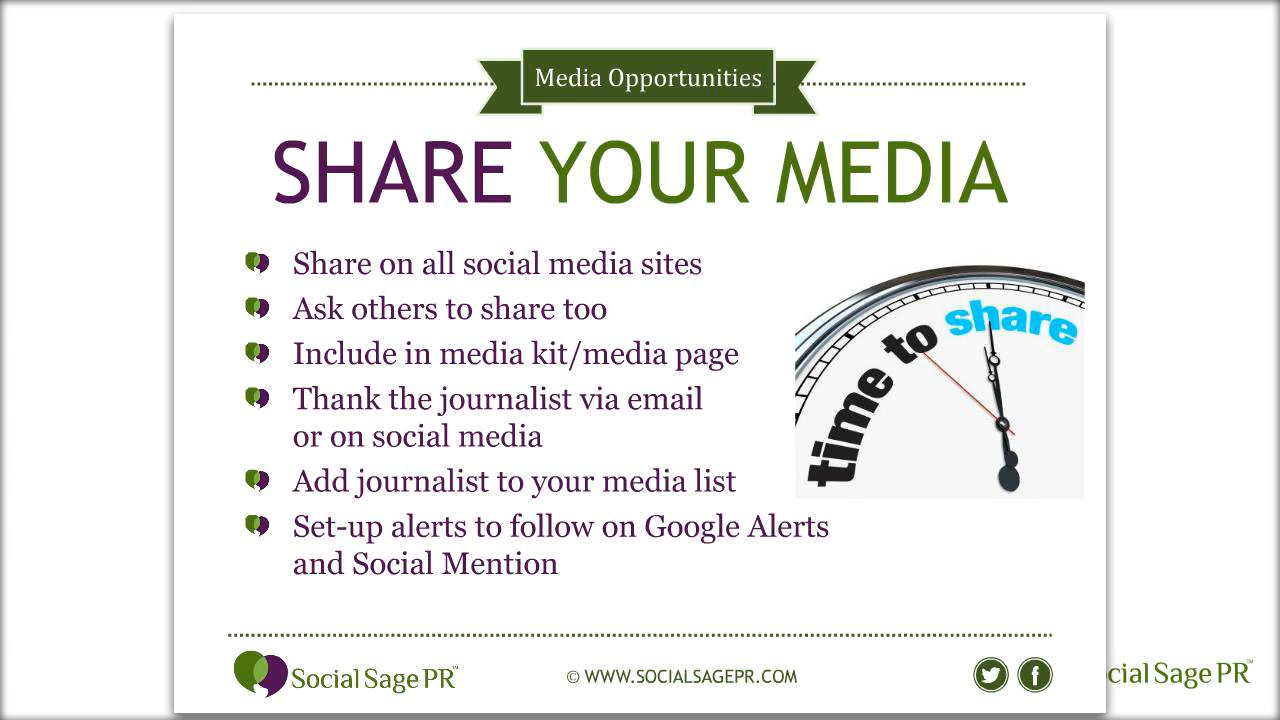 Media Opportunities
SHARE YOUR MEDIA
Share on all social media sites
Ask others to share too
Include in media kit/media page
Thank the journalist via email
or on social media
Add journalist to your media list
Set-up alerts to follow on Google Alerts
and Social Mention
time to share
Social Sage PR™
© WWW.SOCIALSAGEPR.COM
cial Sage PR™